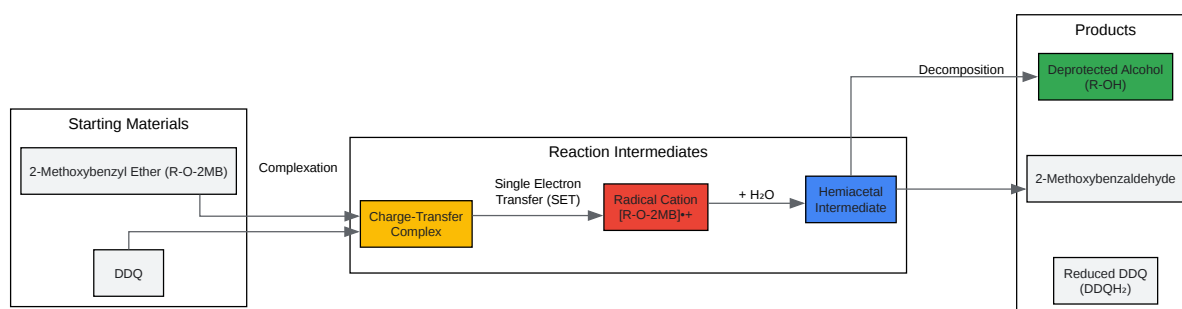 Starting Materials
2-Methoxybenzyl Ether (R-O-2MB)
DDQ
Complexation
Reaction Intermediates
Charge-Transfer
Complex
Single Electron
Transfer (SET)
Radical Cation
[R-O-2MB]•+
+ H₂O
Hemiacetal
Intermediate
Decomposition
Products
Deprotected Alcohol
(R-OH)
2-Methoxybenzaldehyde
Reduced DDQ
(DDQH₂)